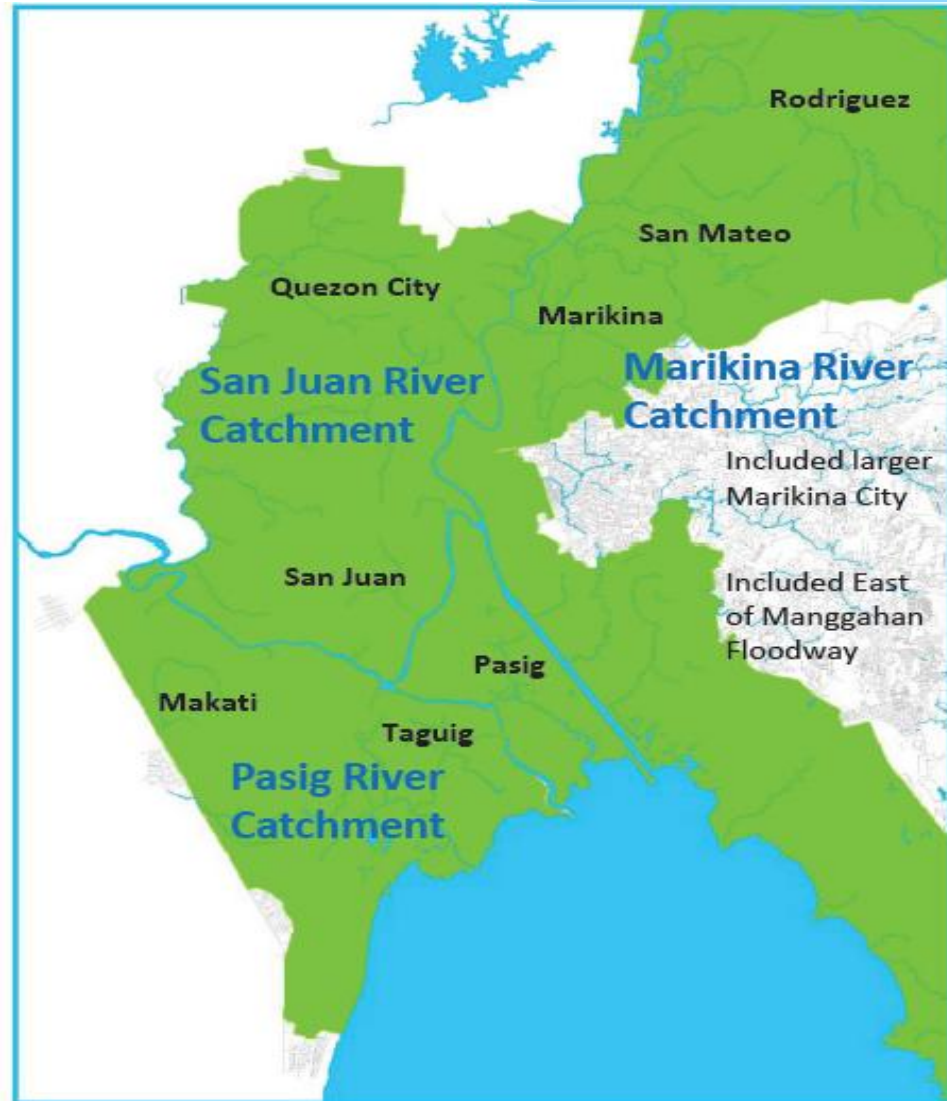 Rodriguez
San Mateo
Quezon City
Marikina
San Juan River
Catchment
Marikina River
Catchment
Included larger
Marikina City
San Juan
Included East
of Manggahan
Floodway
Pasig
Makati
Taguig
Pasig River
Catchment